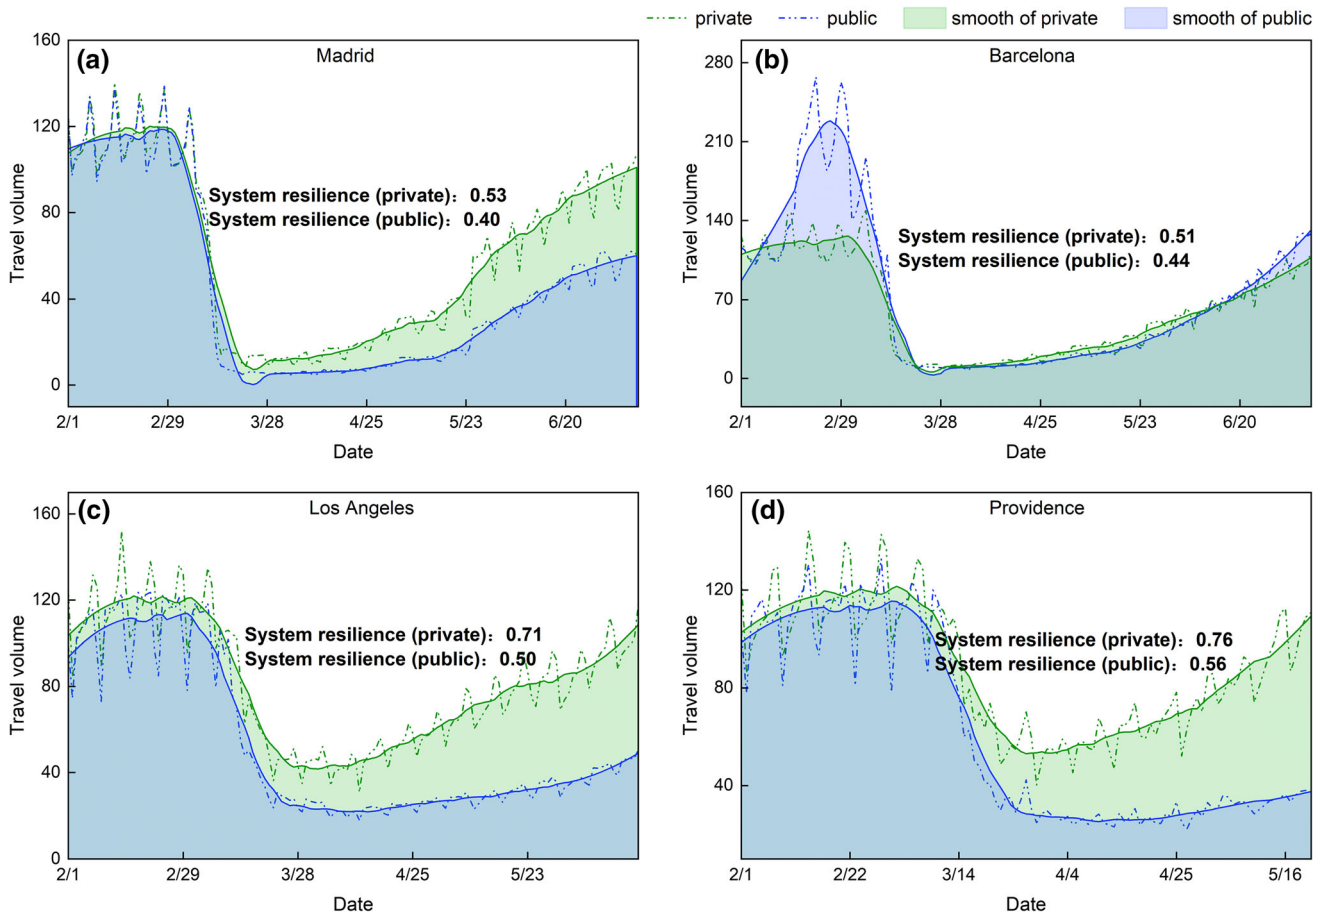 private public smooth of private smooth of public
(a) Madrid
160
120
80
40
0
Travel volume
System resilience (private): 0.53
System resilience (public): 0.40
2/1 2/29 3/28 4/25 5/23 6/20
Date
(b) Barcelona
280
210
140
70
0
Travel volume
System resilience (private): 0.51
System resilience (public): 0.44
2/1 2/29 3/28 4/25 5/23 6/20
Date
(c) Los Angeles
160
120
80
40
0
Travel volume
System resilience (private): 0.71
System resilience (public): 0.50
2/1 2/29 3/28 4/25 5/23
Date
(d) Providence
160
120
80
40
Travel volume
System resilience (private): 0.76
System resilience (public): 0.56
2/1 2/22 3/14 4/4 4/25 5/16
Date